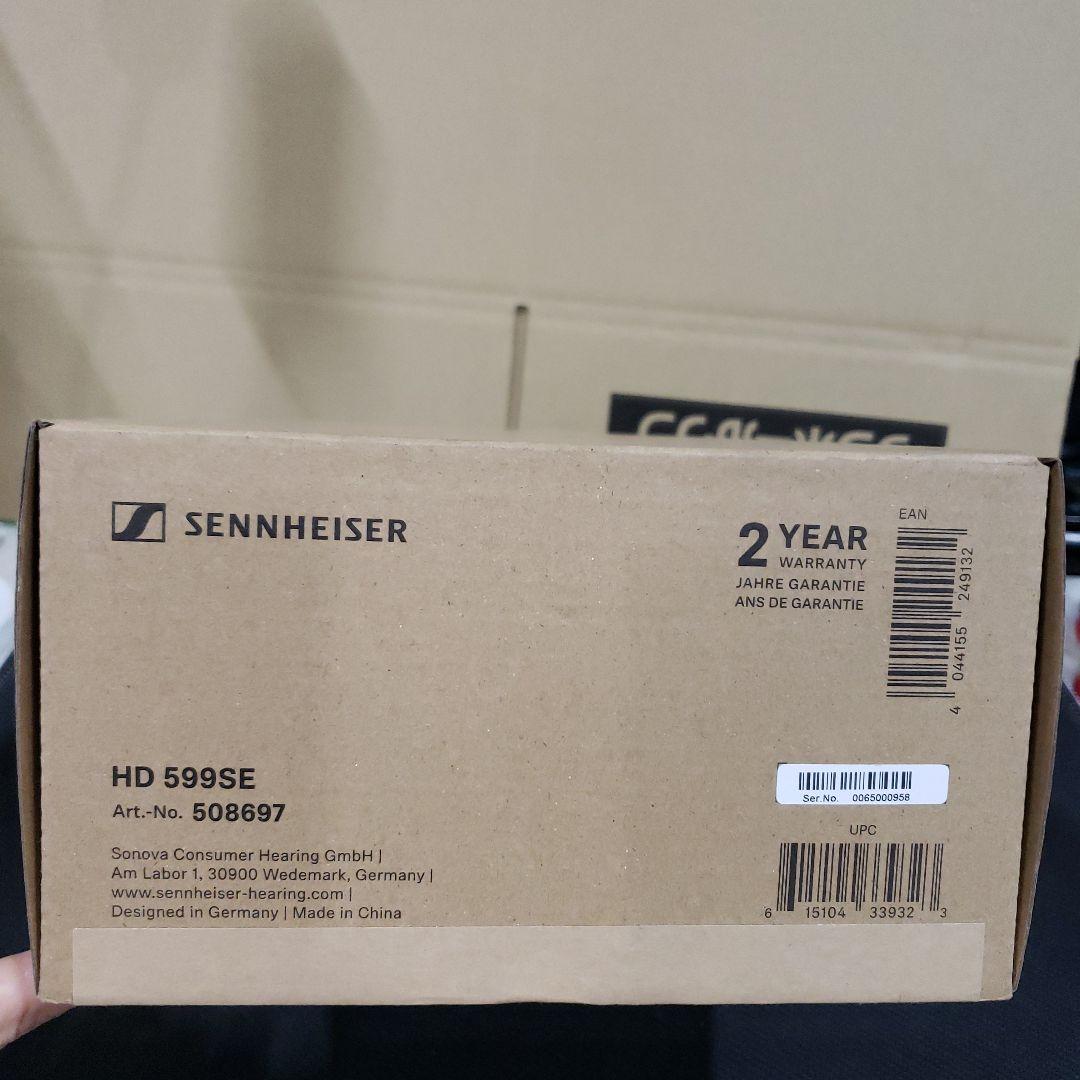 SENNHEISER
2 YEAR
WARRANTY
JAHRE GARANTIE
ANS DE GARANTIE
EAN
4 044155 249132
HD 599SE
Art.-No. 508697
Sonova Consumer Hearing GmbH |
Am Labor 1, 30900 Wedemark, Germany |
www.sennheiser-hearing.com |
Designed in Germany | Made in China
Ser.No. 0065000958
UPC
6 15104 33932 3